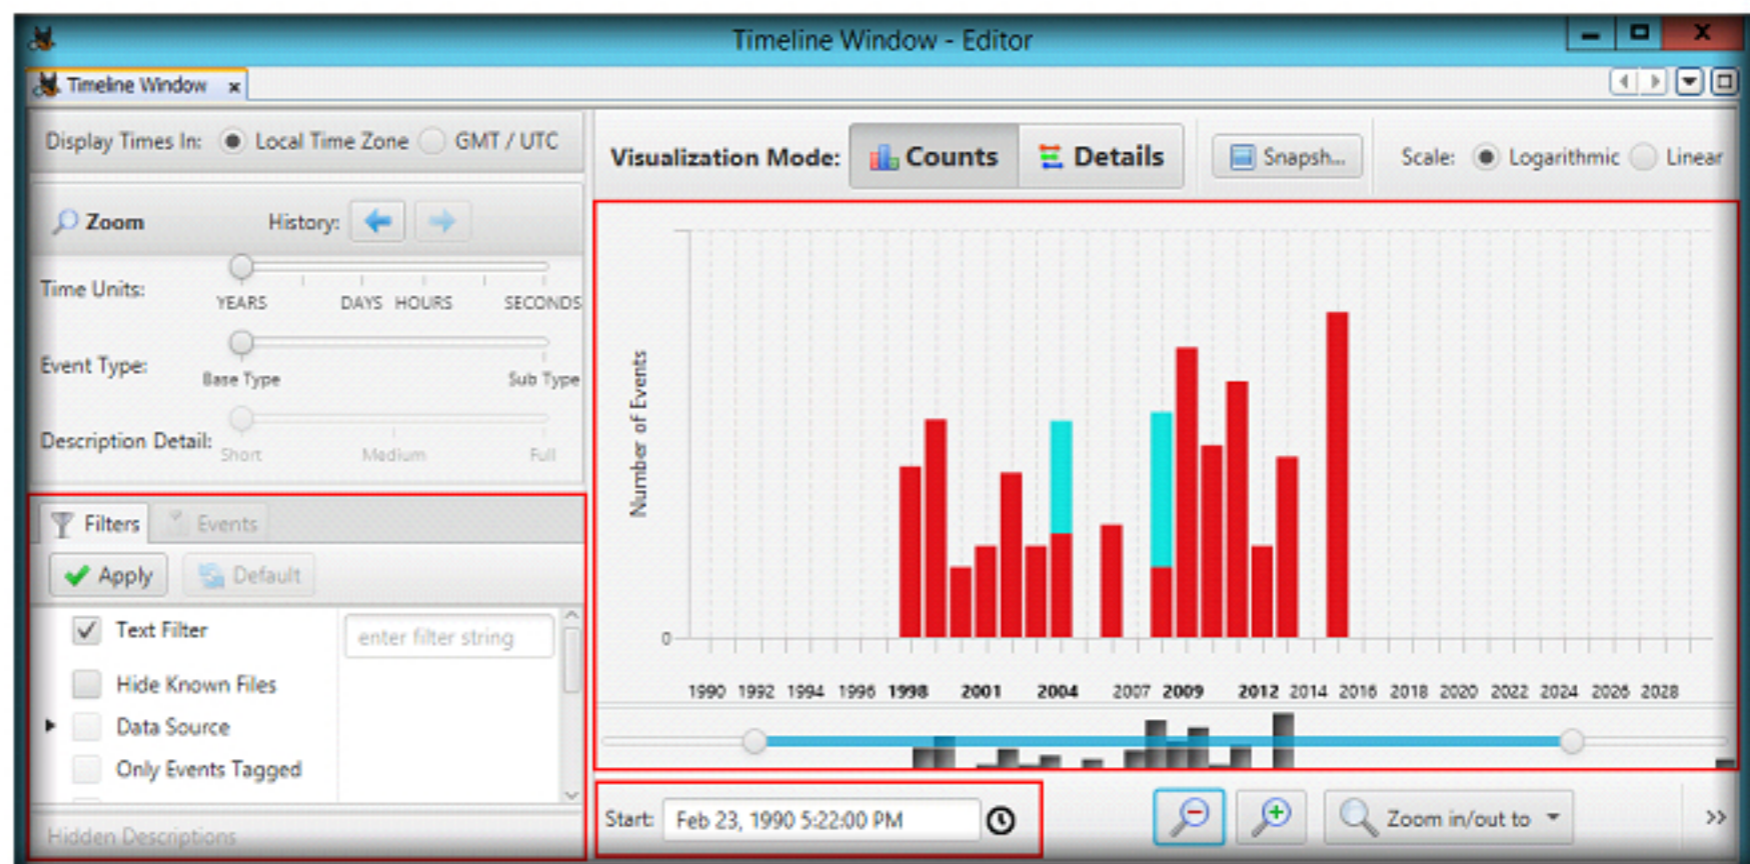 Timeline Window - Editor
Timeline Window x
Display Times In: Local Time Zone GMT / UTC
Visualization Mode: Counts Details Snapsh... Scale: Logarithmic Linear
Zoom History:
Time Units:
YEARS DAYS HOURS SECONDS
Event Type:
Base Type Sub Type
Description Detail:
Short Medium Full
Filters Events
Apply Default
Text Filter enter filter string
Hide Known Files
Data Source
Only Events Tagged
Hidden Descriptions
Number of Events
0
1990 1992 1994 1996 1998 2001 2004 2007 2009 2012 2014 2016 2018 2020 2022 2024 2026 2028
Start: Feb 23, 1990 5:22:00 PM Zoom in/out to >>